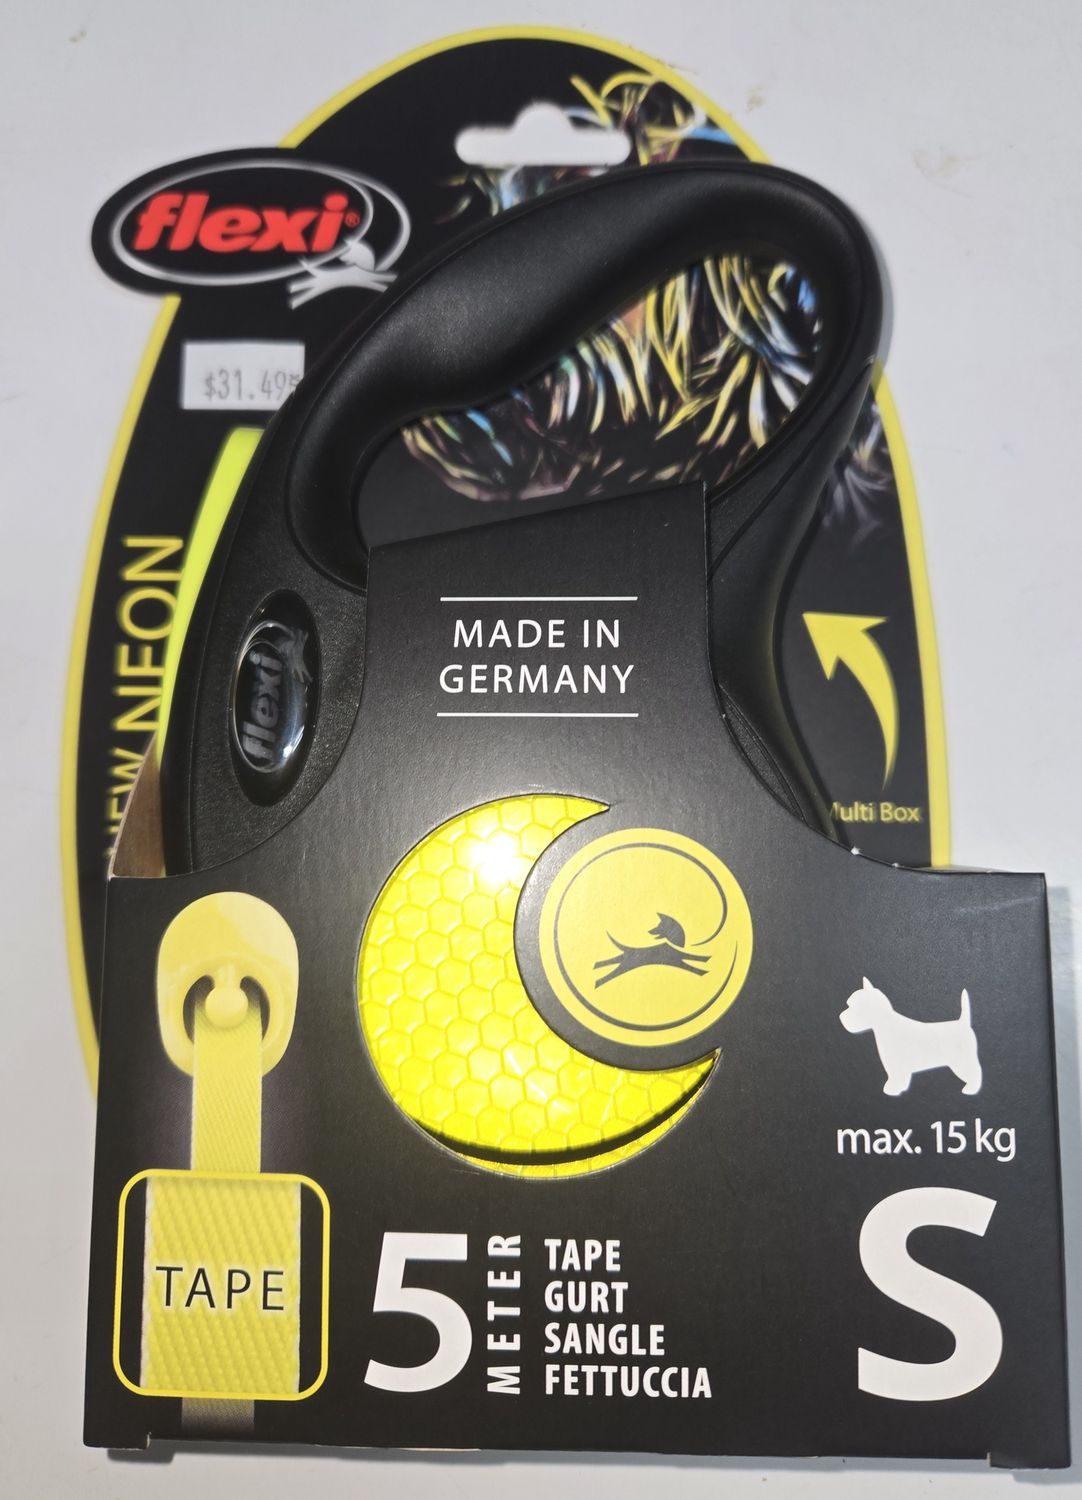 flexi®
$31.49
NEW NEON
flexi
MADE IN
GERMANY
Multi Box
max. 15 kg
TAPE
5
METER
TAPE
GURT
SANGLE
FETTUCCIA
S